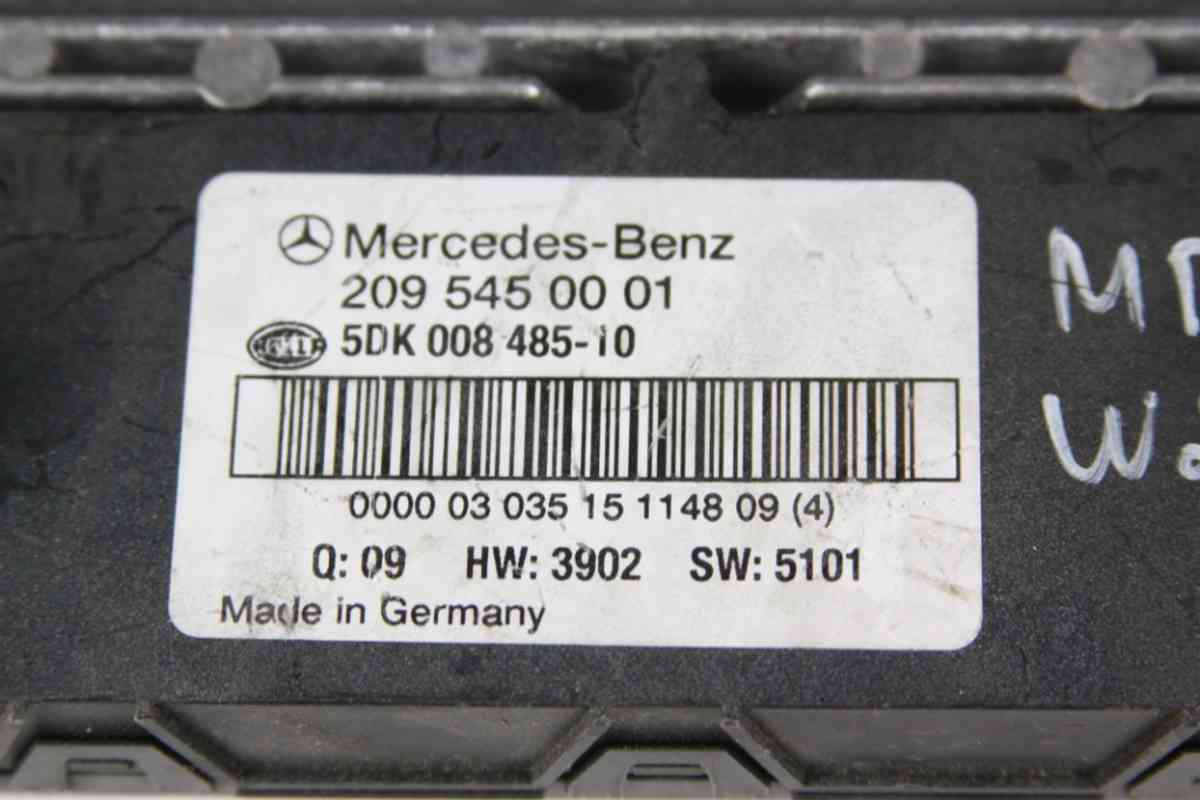 Mercedes-Benz
209 545 00 01
HELLA 5DK 008 485-10
0000 03 035 15 1148 09 (4)
Q: 09 HW: 3902 SW: 5101
Made in Germany